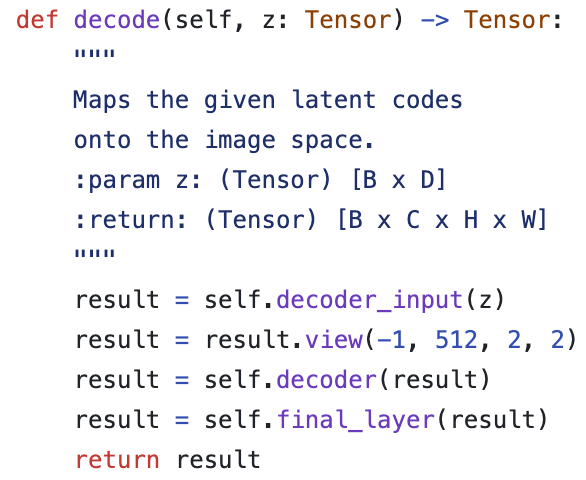 def decode(self, z: Tensor) -> Tensor:
    """
    Maps the given latent codes
    onto the image space.
    :param z: (Tensor) [B x D]
    :return: (Tensor) [B x C x H x W]
    """
    result = self.decoder_input(z)
    result = result.view(-1, 512, 2, 2)
    result = self.decoder(result)
    result = self.final_layer(result)
    return result